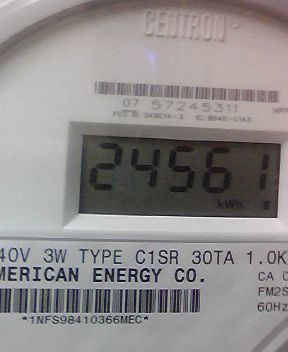 CENTRON®
07 57245311
24561
kWh
40V 3W TYPE C1SR 30TA 1.0K
MERICAN ENERGY CO.
CA 0
FM2S
60Hz
*1NFS98410366MEC*